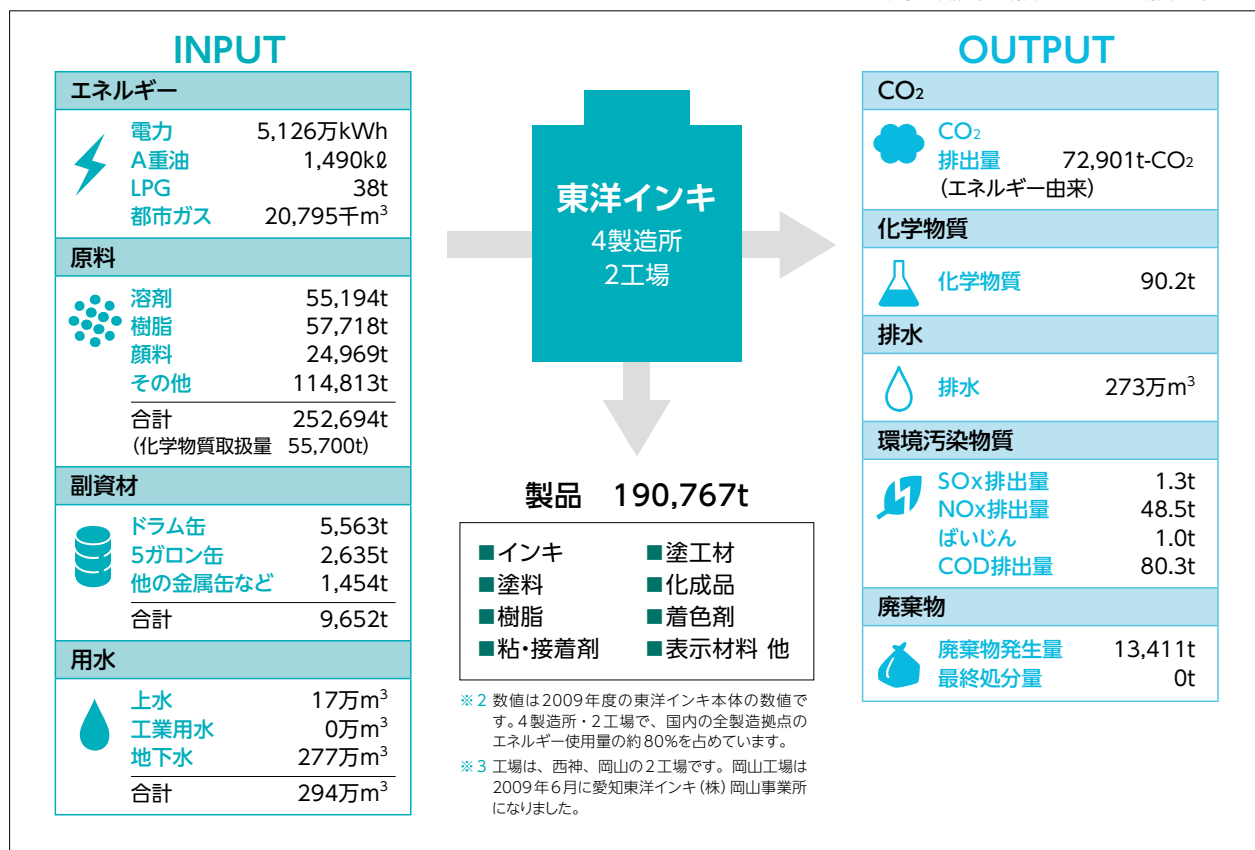 INPUT
エネルギー
電力 5,126万kWh
A重油 1,490kℓ
LPG 38t
都市ガス 20,795千m³
原料
溶剤 55,194t
樹脂 57,718t
顔料 24,969t
その他 114,813t
合計 252,694t
(化学物質取扱量 55,700t)
副資材
ドラム缶 5,563t
5ガロン缶 2,635t
他の金属缶など 1,454t
合計 9,652t
用水
上水 17万m³
工業用水 0万m³
地下水 277万m³
合計 294万m³
東洋インキ
4製造所
2工場
製品 190,767t
■インキ ■塗工材
■塗料 ■化成品
■樹脂 ■着色剤
■粘・接着剤 ■表示材料 他
※2 数値は2009年度の東洋インキ本体の数値で
す。4製造所・2工場で、国内の全製造拠点の
エネルギー使用量の約80%を占めています。
※3 工場は、西神、岡山の2工場です。岡山工場は
2009年6月に愛知東洋インキ(株)岡山事業所
になりました。
OUTPUT
CO₂
CO₂
排出量 72,901t-CO₂
(エネルギー由来)
化学物質
化学物質 90.2t
排水
排水 273万m³
環境汚染物質
SOx排出量 1.3t
NOx排出量 48.5t
ばいじん 1.0t
COD排出量 80.3t
廃棄物
廃棄物発生量 13,411t
最終処分量 0t